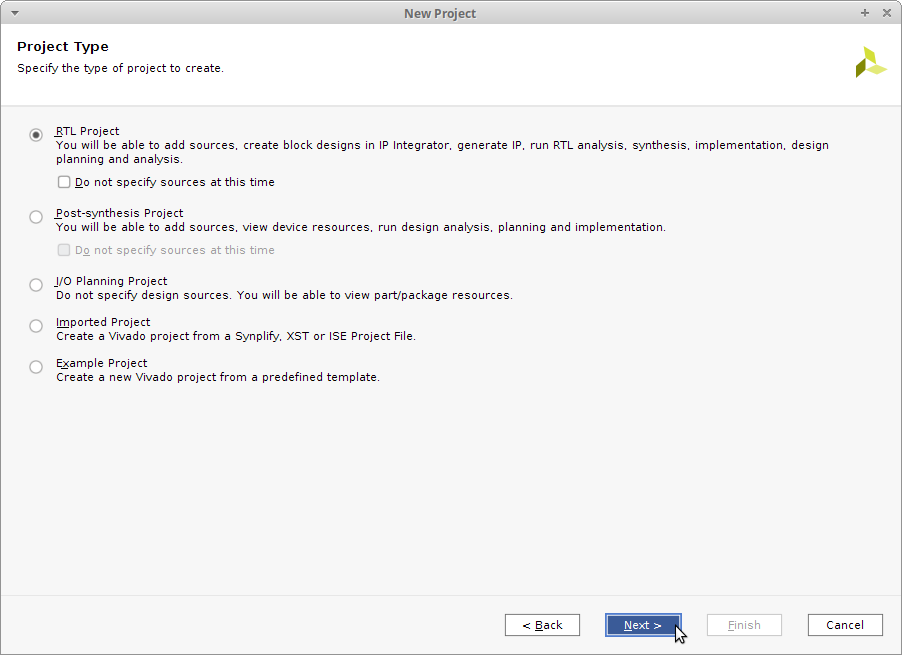 New Project
Project Type
Specify the type of project to create.
RTL Project
You will be able to add sources, create block designs in IP Integrator, generate IP, run RTL analysis, synthesis, implementation, design
planning and analysis.
Do not specify sources at this time
Post-synthesis Project
You will be able to add sources, view device resources, run design analysis, planning and implementation.
Do not specify sources at this time
I/O Planning Project
Do not specify design sources. You will be able to view part/package resources.
Imported Project
Create a Vivado project from a Synplify, XST or ISE Project File.
Example Project
Create a new Vivado project from a predefined template.
< Back Next > Finish Cancel